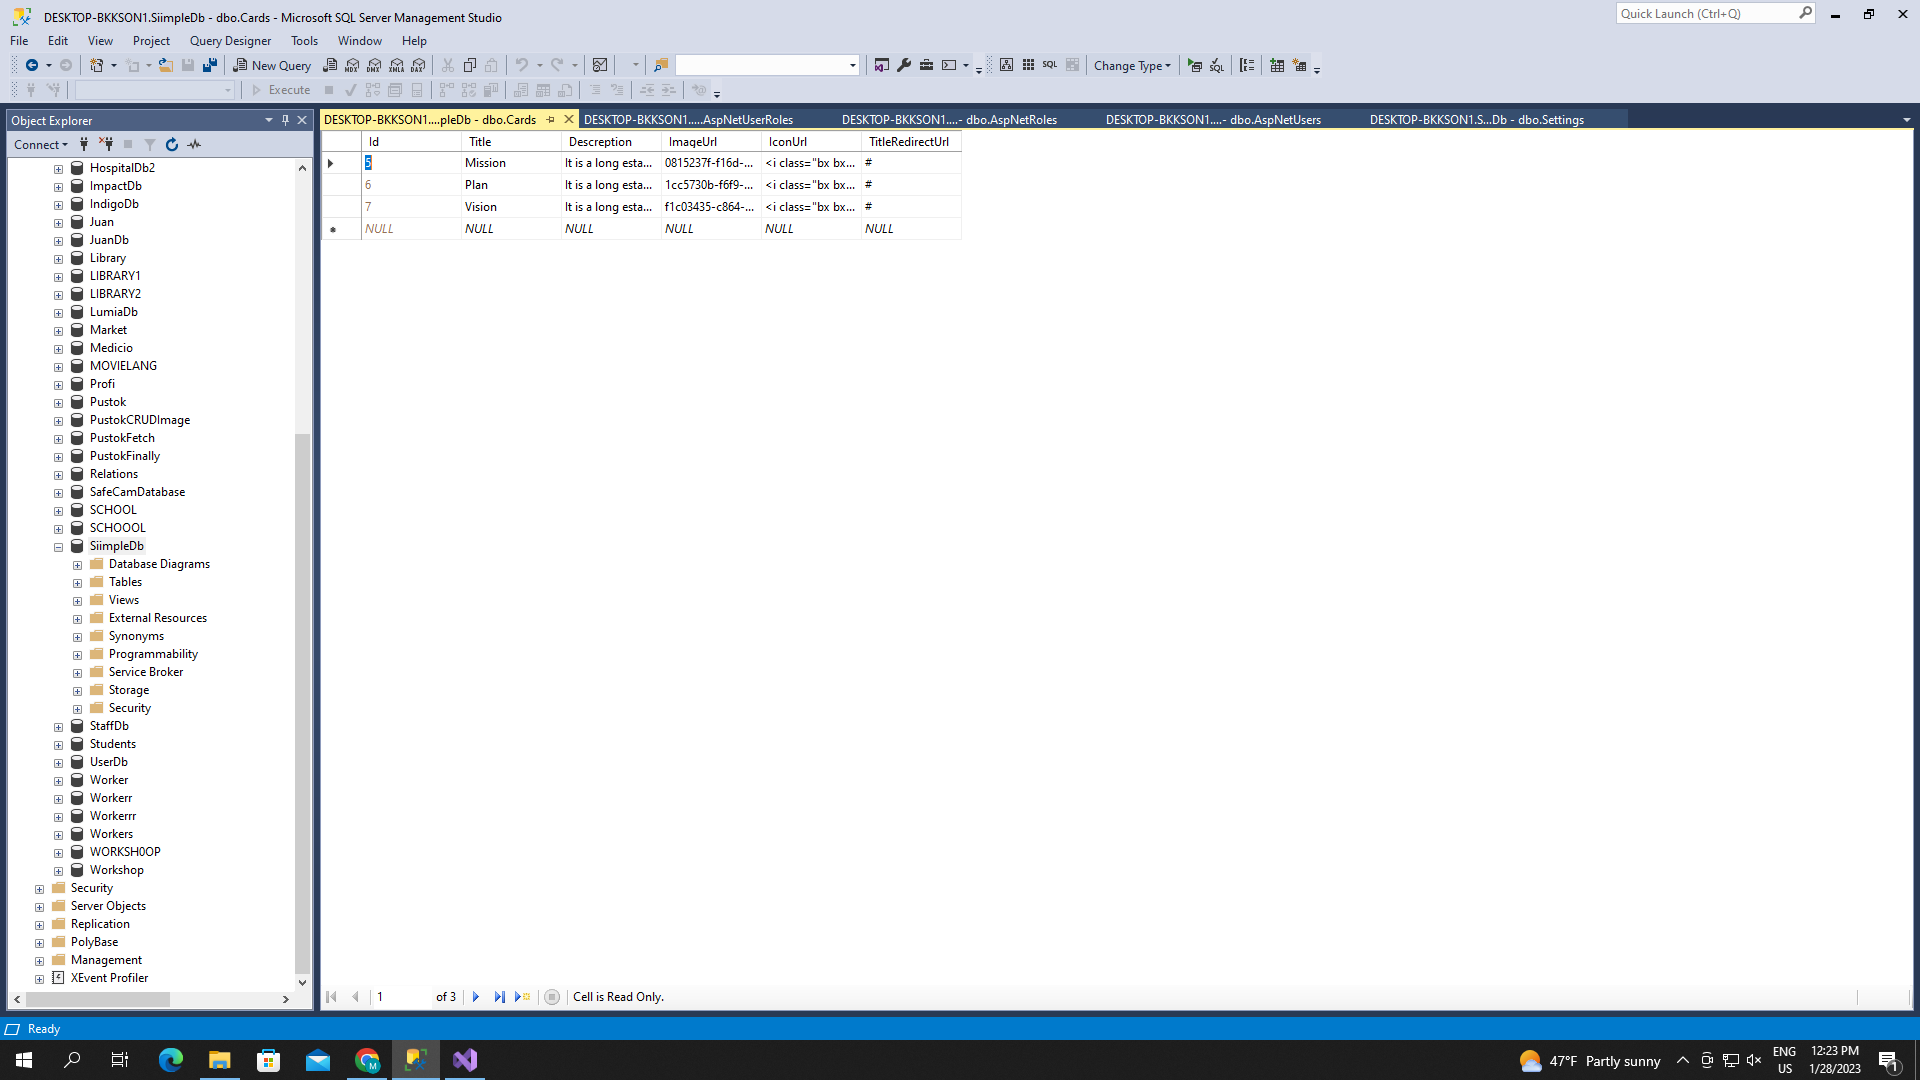 DESKTOP-BKKSON1.SiimpleDb - dbo.Cards - Microsoft SQL Server Management Studio
Quick Launch (Ctrl+Q)
File Edit View Project Query Designer Tools Window Help
New Query MDX DMX XMLA DAX SQL Change Type SQL
Execute
Object Explorer
Connect
DESKTOP-BKKSON1....pleDb - dbo.Cards
DESKTOP-BKKSON1.....AspNetUserRoles
DESKTOP-BKKSON1....- dbo.AspNetRoles
DESKTOP-BKKSON1....- dbo.AspNetUsers
DESKTOP-BKKSON1.S...Db - dbo.Settings
Id Title Descreption ImageUrl IconUrl TitleRedirectUrl
5 Mission It is a long esta... 0815237f-f16d-... <i class="bx bx... #
6 Plan It is a long esta... 1cc5730b-f6f9-... <i class="bx bx... #
7 Vision It is a long esta... f1c03435-c864-... <i class="bx bx... #
NULL NULL NULL NULL NULL NULL
HospitalDb2
ImpactDb
IndigoDb
Juan
JuanDb
Library
LIBRARY1
LIBRARY2
LumiaDb
Market
Medicio
MOVIELANG
Profi
Pustok
PustokCRUDImage
PustokFetch
PustokFinally
Relations
SafeCamDatabase
SCHOOL
SCHOOOL
SiimpleDb
Database Diagrams
Tables
Views
External Resources
Synonyms
Programmability
Service Broker
Storage
Security
StaffDb
Students
UserDb
Worker
Workerr
Workerrr
Workers
WORKSH0OP
Workshop
Security
Server Objects
Replication
PolyBase
Management
XEvent Profiler
1 of 3 Cell is Read Only.
Ready
M
47°F Partly sunny
ENG
US
12:23 PM
1/28/2023
1